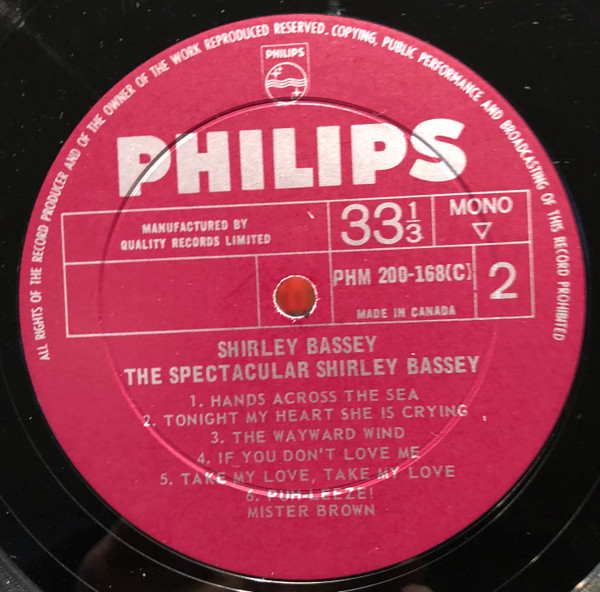 ALL RIGHTS OF THE RECORD PRODUCER AND OF THE OWNER OF THE WORK REPRODUCED RESERVED. COPYING, PUBLIC PERFORMANCE AND BROADCASTING OF THIS RECORD PROHIBITED
PHILIPS
PHILIPS
MANUFACTURED BY
QUALITY RECORDS LIMITED
33 1/3
MONO
PHM 200-168(C)
2
MADE IN CANADA
SHIRLEY BASSEY
THE SPECTACULAR SHIRLEY BASSEY
1. HANDS ACROSS THE SEA
2. TONIGHT MY HEART SHE IS CRYING
3. THE WAYWARD WIND
4. IF YOU DON'T LOVE ME
5. TAKE MY LOVE, TAKE MY LOVE
6. PUH-LEEZE!
MISTER BROWN